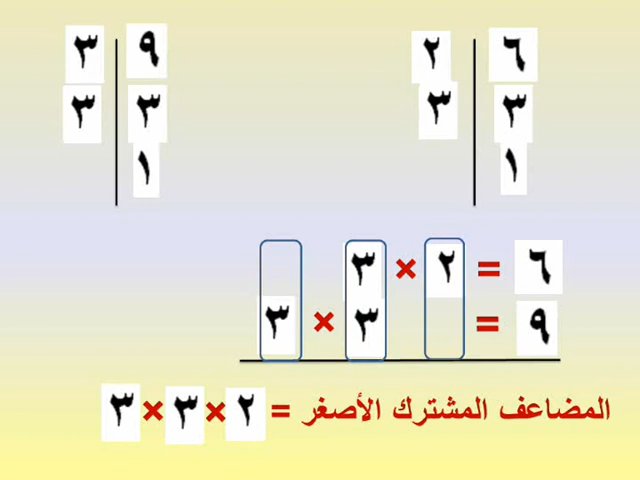 ٦ ٢
٣ ٣
١
٩ ٣
٣ ٣
١
٦ = ٢ × ٣
٩ = ٣ × ٣
المضاعف المشترك الأصغر = ٢ × ٣ × ٣